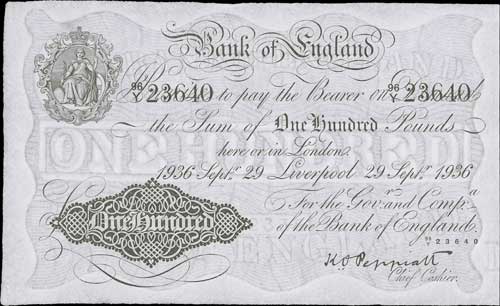 Bank of England
96/Y 23640 to pay the Bearer on 96/Y 23640
the Sum of One Hundred Pounds
here or in London.
1936 Septr. 29 Liverpool 29 Septr. 1936
For the Govr. and Compa.
of the Bank of England.
One Hundred
96/Y 23640
K O Peppiatt
Chief Cashier.
ONE HUNDRED